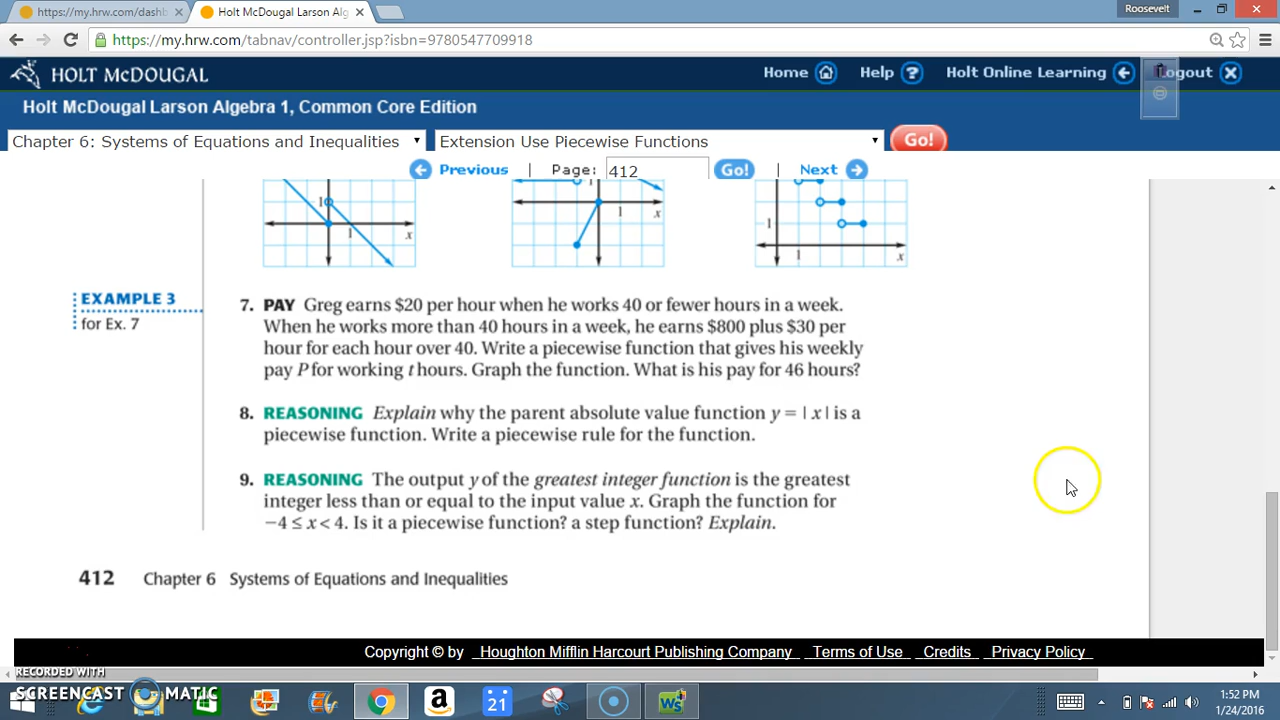 https://my.hrw.com/dashb
Holt McDougal Larson Alg
Roosevelt
https://my.hrw.com/tabnav/controller.jsp?isbn=9780547709918
HOLT MCDOUGAL
Home
Help
Holt Online Learning
Logout
Holt McDougal Larson Algebra 1, Common Core Edition
Chapter 6: Systems of Equations and Inequalities
Extension Use Piecewise Functions
Go!
Previous | Page: 412 Go! | Next
1 1 x
1 1 x
1 1 x
EXAMPLE 3
for Ex. 7
7. PAY Greg earns $20 per hour when he works 40 or fewer hours in a week.
When he works more than 40 hours in a week, he earns $800 plus $30 per
hour for each hour over 40. Write a piecewise function that gives his weekly
pay P for working t hours. Graph the function. What is his pay for 46 hours?
8. REASONING Explain why the parent absolute value function y = | x | is a
piecewise function. Write a piecewise rule for the function.
9. REASONING The output y of the greatest integer function is the greatest
integer less than or equal to the input value x. Graph the function for
−4 ≤ x < 4. Is it a piecewise function? a step function? Explain.
412 Chapter 6 Systems of Equations and Inequalities
Copyright © by Houghton Mifflin Harcourt Publishing Company | Terms of Use | Credits | Privacy Policy
RECORDED WITH
SCREENCAST MATIC
21
WS
1:52 PM
1/24/2016